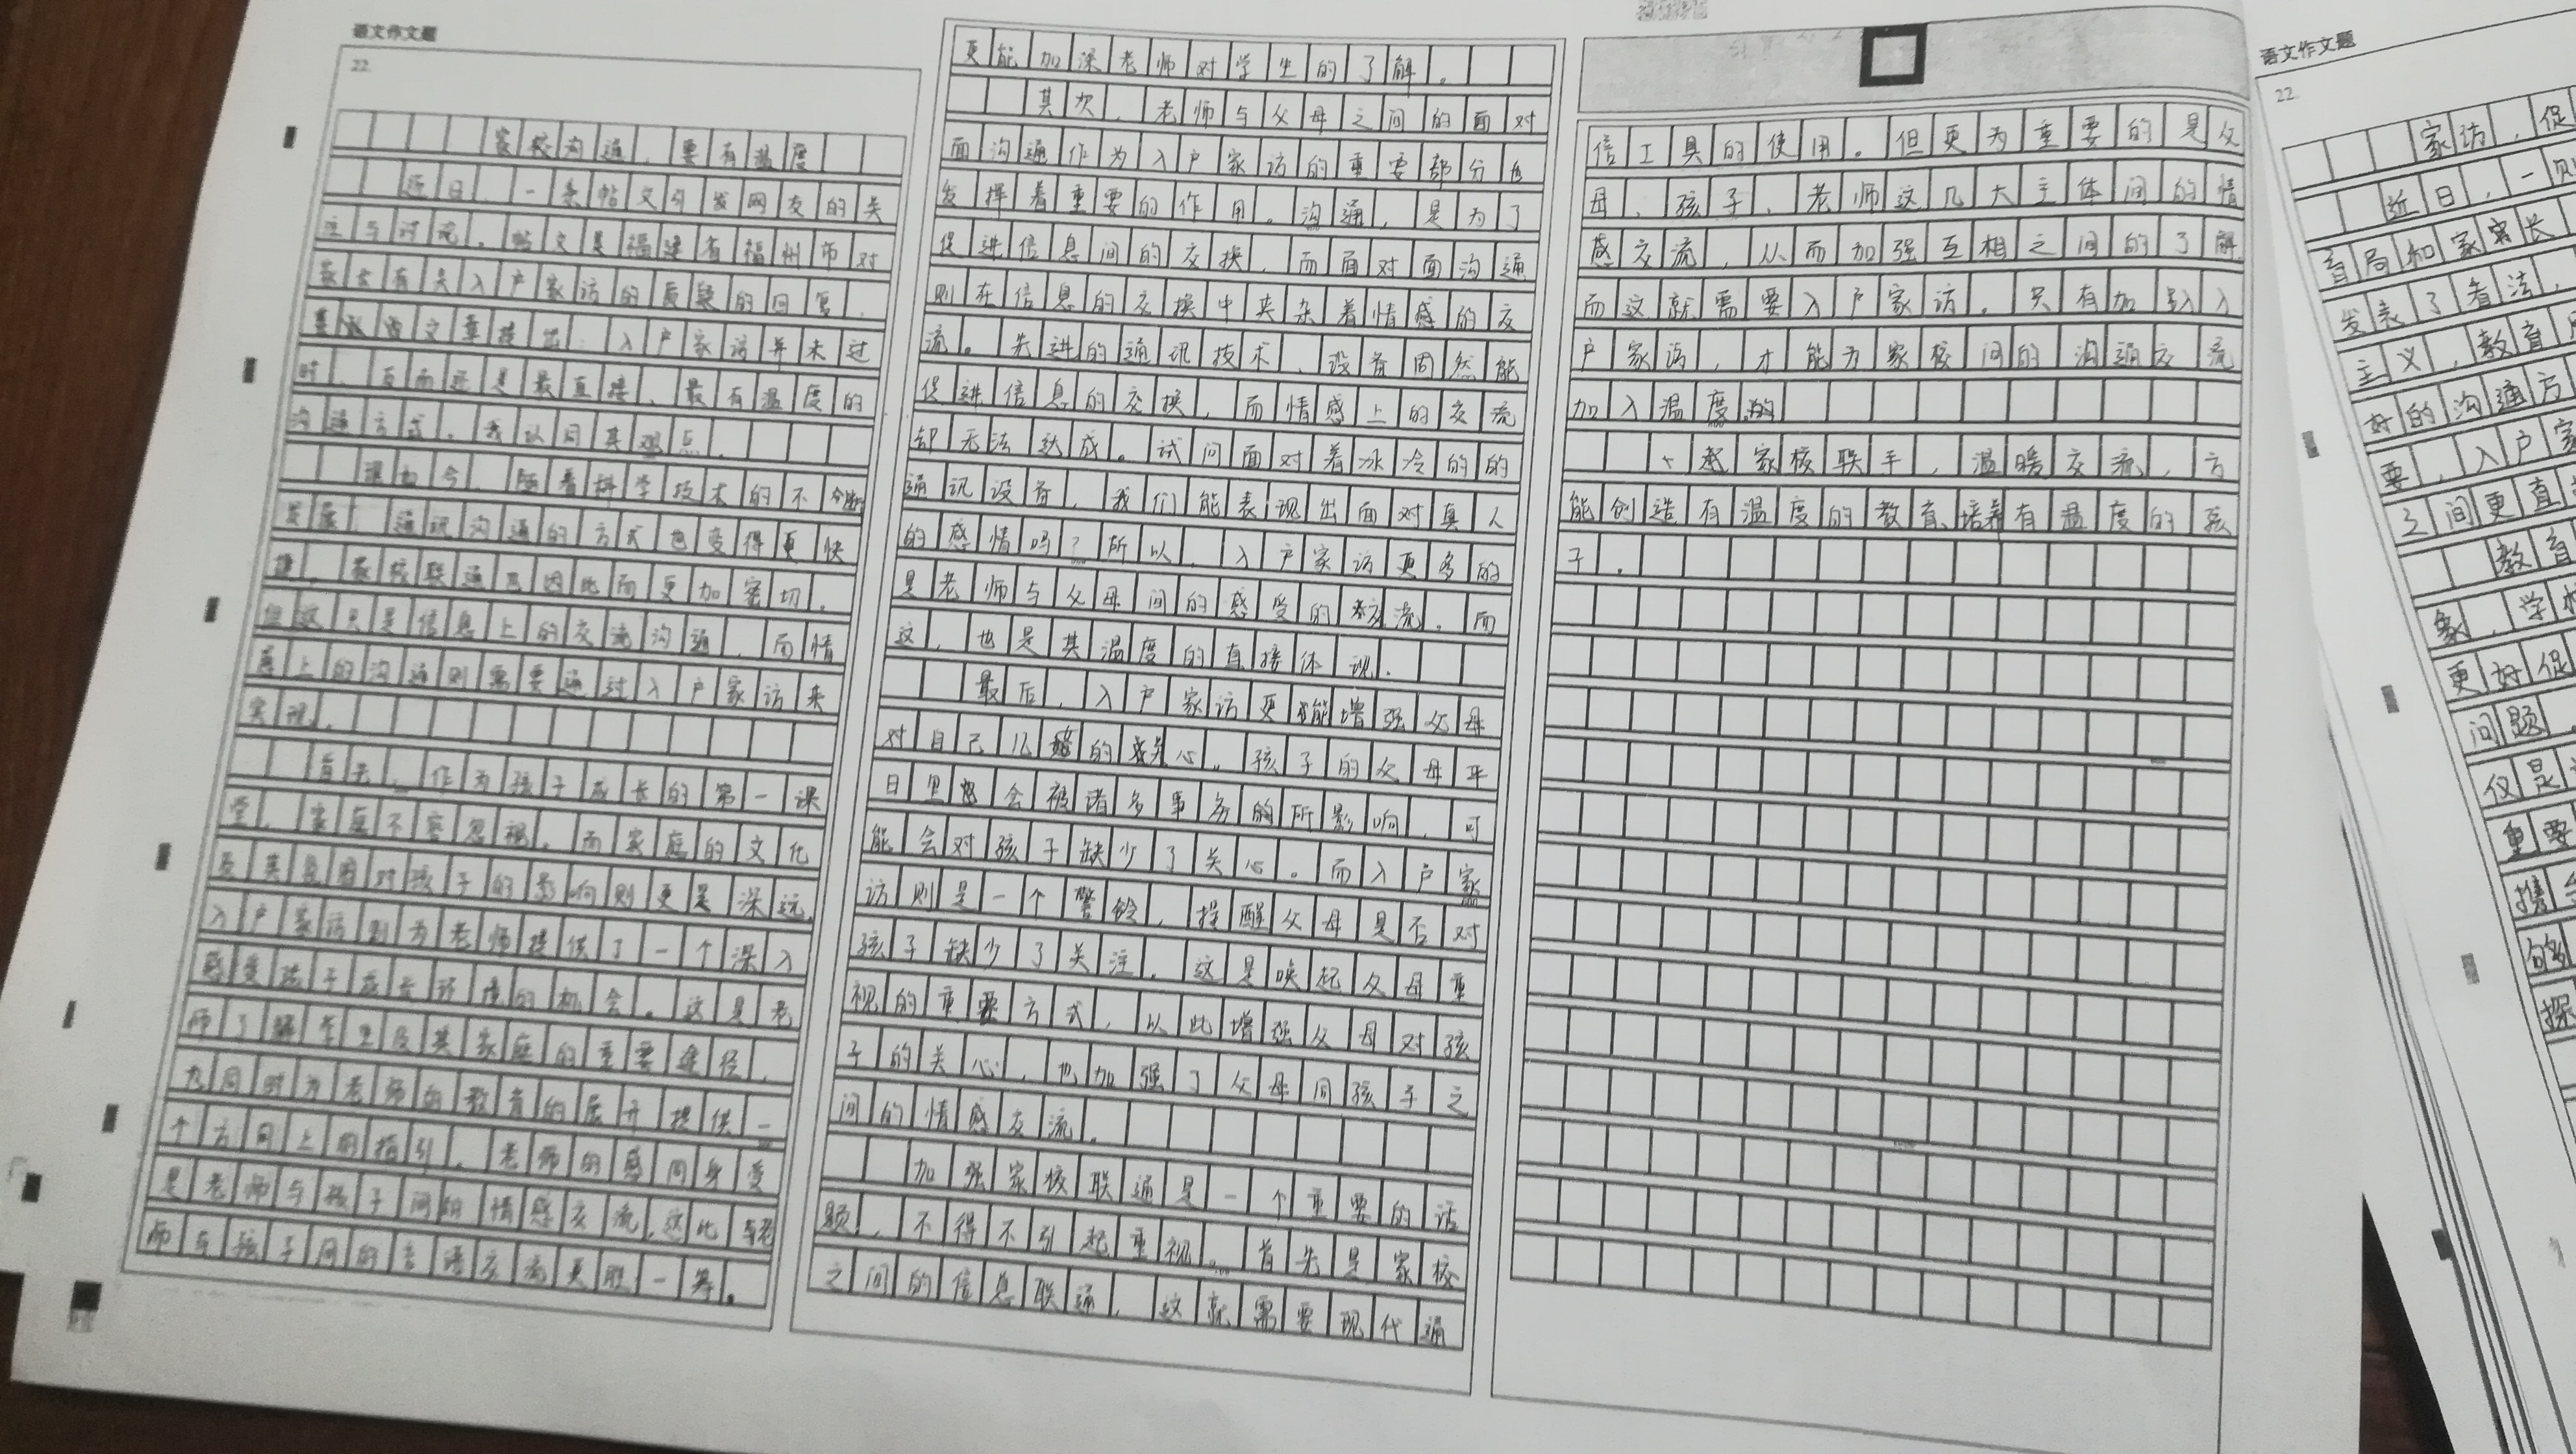 语文作文题
22.
家校沟通，要有温度
近日，一条帖文引发网友的关
注与讨论。帖文是福建省福州市对
家长有关入户家访的质疑的回复，
文章提出：入户家访并未过
时，反而还是最直接、最有温度的
沟通方式。我认同其观点。
现如今，随着科学技术的不断
发展，通讯沟通的方式也变得更快
捷，家校联通也因此而更加密切。
但这只是信息上的交流沟通，而情
感上的沟通则需要通过入户家访来
实现。
首先，作为孩子成长的第一课
堂，家庭不容忽视。而家庭的文化
及其氛围对孩子的影响则更是深远。
入户家访则为老师提供了一个深入
感受孩子成长环境的机会。这是老
师了解学生及其家庭的重要途径，
也同时为老师的教育的展开提供一
个方向上的指引。老师的感同身受
是老师与孩子间的情感交流，这比老
师与孩子间的言语交流更胜一筹。
更能加深老师对学生的了解。
其次，老师与父母之间的面对
面沟通作为入户家访的重要部分也
发挥着重要的作用。沟通，是为了
促进信息间的交换，而面对面沟通
则在信息的交换中夹杂着情感的交
流。先进的通讯技术、设备固然能
促进信息的交换，而情感上的交流
却无法达成。试问面对着冰冷的的
通讯设备，我们能表现出面对真人
的感情吗？所以，入户家访更多的
是老师与父母间的感受的交流。而
这，也是其温度的直接体现。
最后，入户家访更能增强父母
对自己儿的关心。孩子的父母平
日里会被诸多事务的所影响，可
能会对孩子缺少了关心。而入户家
访则是一个警铃，提醒父母是否对
孩子缺少了关注。这是唤起父母重
视的重要方式，以此增强父母对孩
子的关心，也加强了父母间孩子之
间的情感交流。
加强家校联通是一个重要的话
题，不得不引起重视。首先是家校
之间的信息联通，这就需要现代通
信工具的使用。但更为重要的是父
母、孩子、老师这几大主体间的情
感交流，从而加强互相之间的了解
而这就需要入户家访。只有加入
户家访，才能为家校间的沟通交流
加入温度
家校联手，温暖交流，方
能创造有温度的教育、培养有温度的孩
子。
语文作文题
22.
家访，促
近日，一则
育局和家长
发表了看法，
主义，教育
好的沟通方
要，入户家
之间更直
教育
象，学校
更好促
问题
仅是
重要
携
够
探